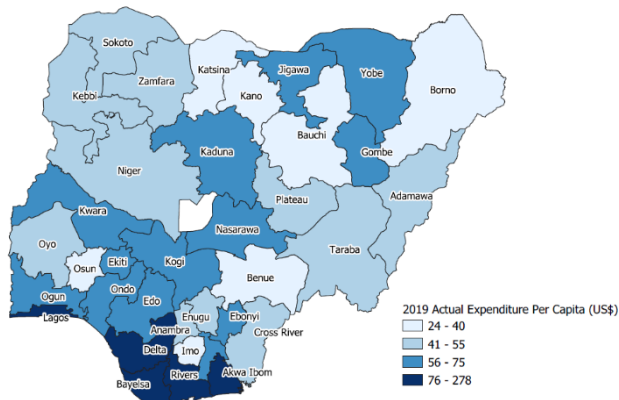 Sokoto
Zamfara
Kebbi
Katsina
Kano
Jigawa
Yobe
Borno
Bauchi
Gombe
Kaduna
Niger
Plateau
Adamawa
Taraba
Nasarawa
Kwara
Oyo
Osun
Ekiti
Kogi
Benue
Ogun
Ondo
Edo
Lagos
Enugu
Ebonyi
Anambra
Cross River
Delta
Imo
Bayelsa
Rivers
Akwa Ibom
2019 Actual Expenditure Per Capita (US$)
24 - 40
41 - 55
56 - 75
76 - 278